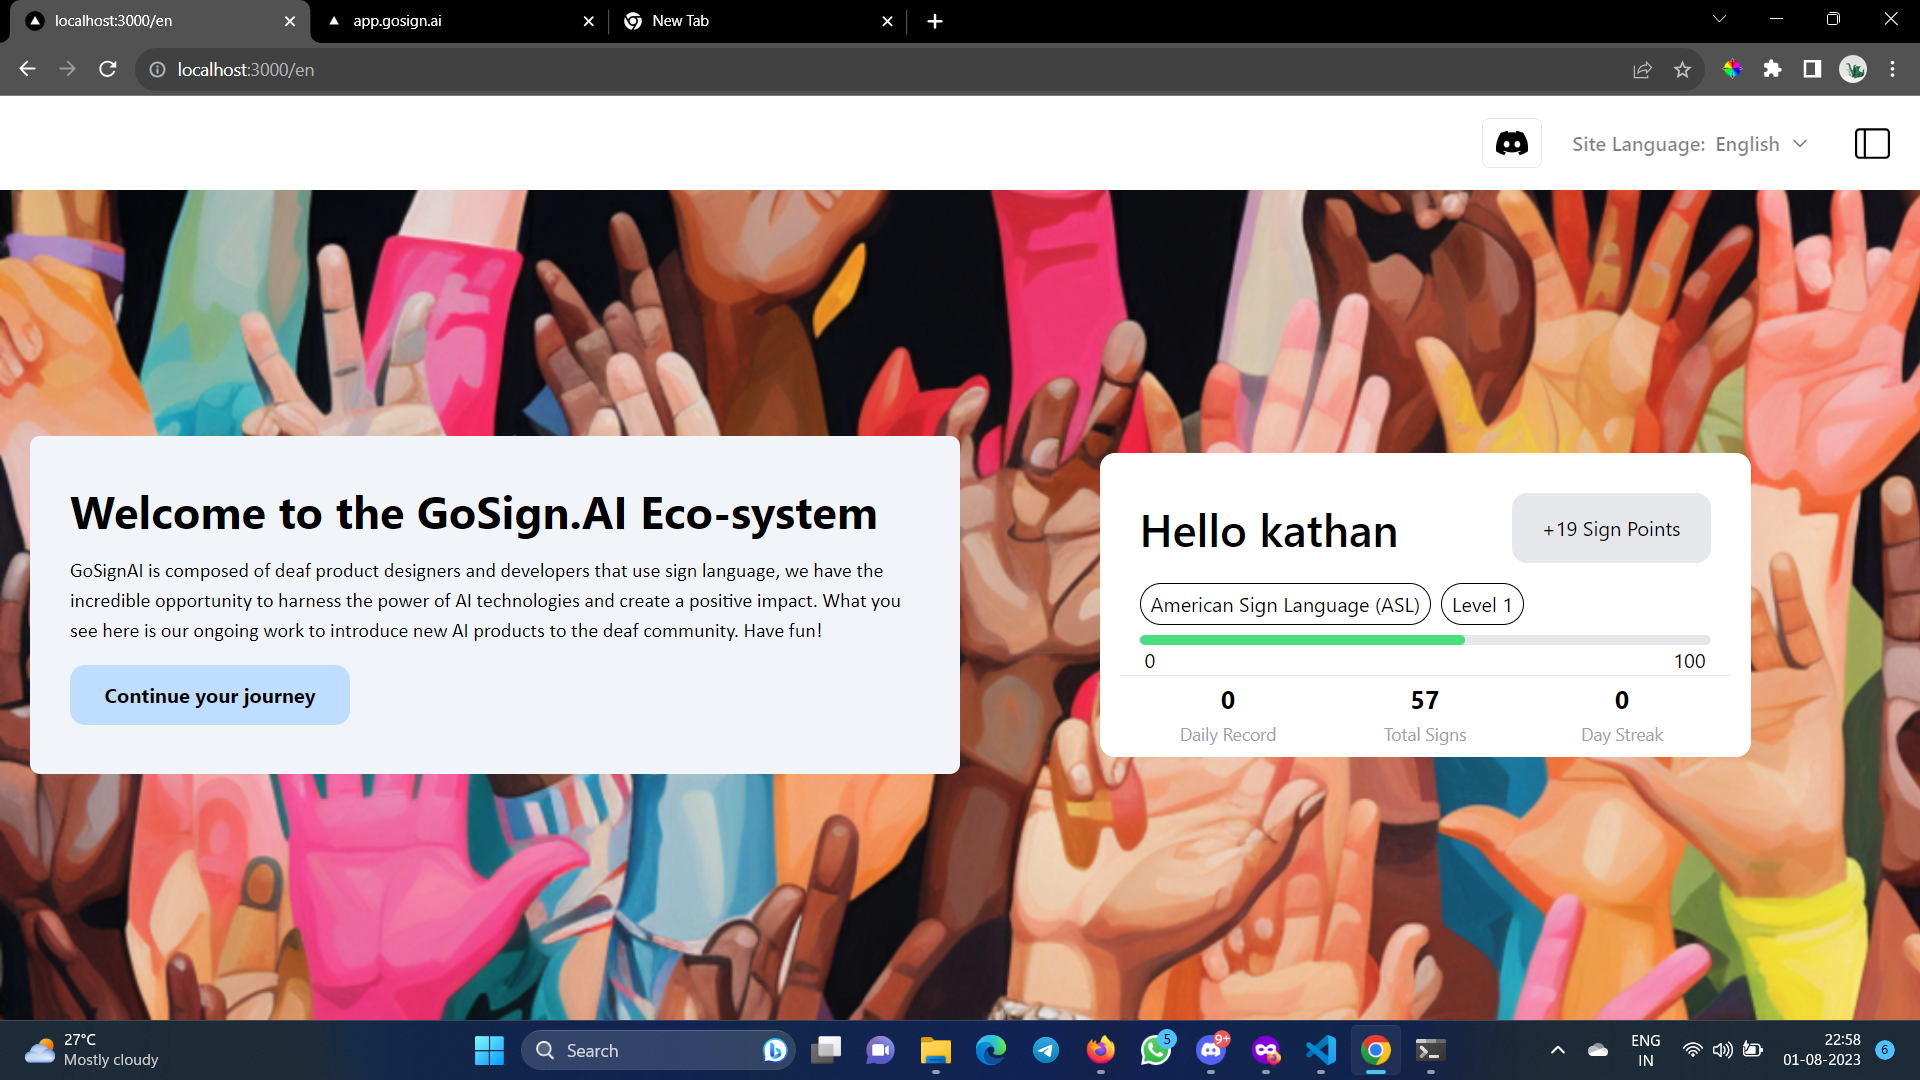 localhost:3000/en
app.gosign.ai
New Tab
localhost:3000/en
Site Language: English
Welcome to the GoSign.AI Eco-system
GoSignAI is composed of deaf product designers and developers that use sign language, we have the
incredible opportunity to harness the power of AI technologies and create a positive impact. What you
see here is our ongoing work to introduce new AI products to the deaf community. Have fun!
Continue your journey
Hello kathan
+19 Sign Points
American Sign Language (ASL)
Level 1
0
100
0
57
0
Daily Record
Total Signs
Day Streak
27°C
Mostly cloudy
Search
5
9+
ENG
IN
22:58
01-08-2023
6